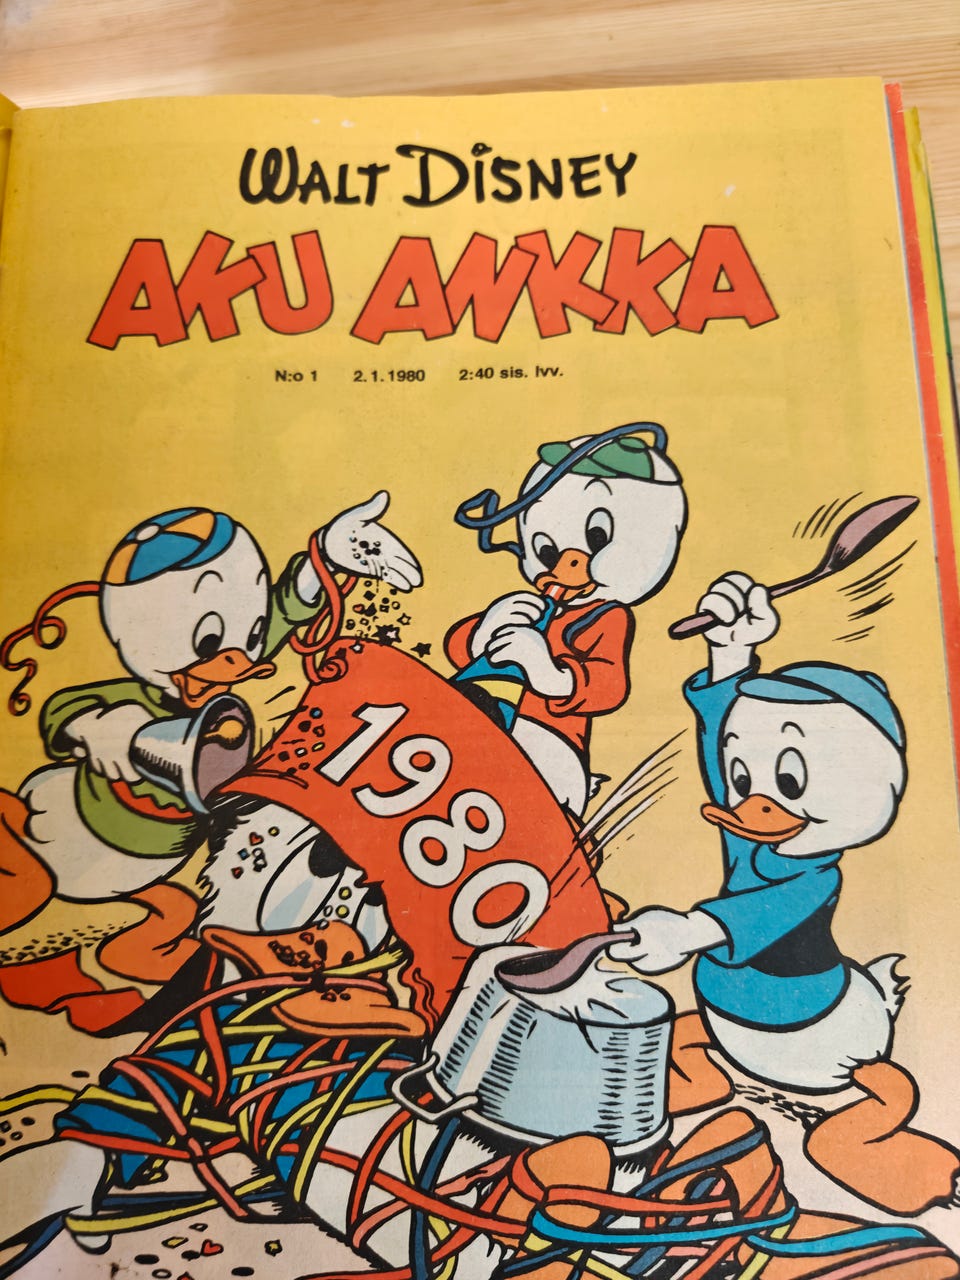 WALT DISNEY
AKU ANKKA
N:o 1 2.1.1980 2:40 sis. lvv.
1980